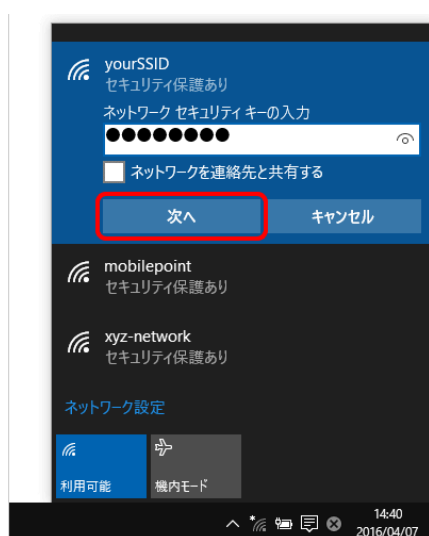 yourSSID
セキュリティ保護あり
ネットワーク セキュリティ キーの入力
●●●●●●●●
ネットワークを連絡先と共有する
次へ キャンセル
mobilepoint
セキュリティ保護あり
xyz-network
セキュリティ保護あり
ネットワーク設定
利用可能 機内モード
14:40
2016/04/07